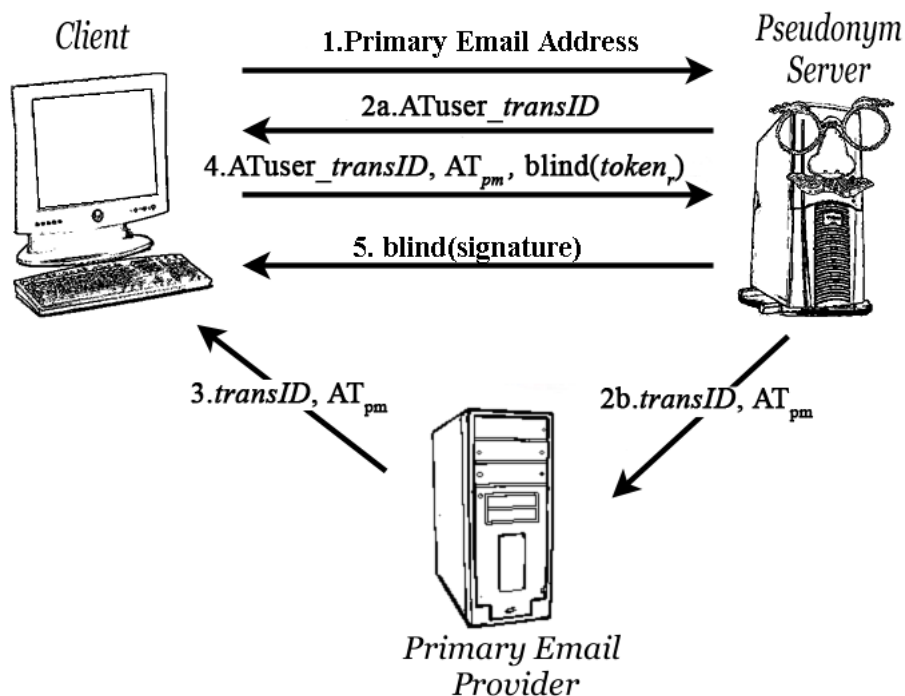 Client
Pseudonym
Server
1.Primary Email Address
2a.ATuser_transID
4.ATuser_transID, ATpm, blind(tokenr)
5. blind(signature)
3.transID, ATpm
2b.transID, ATpm
Primary Email
Provider